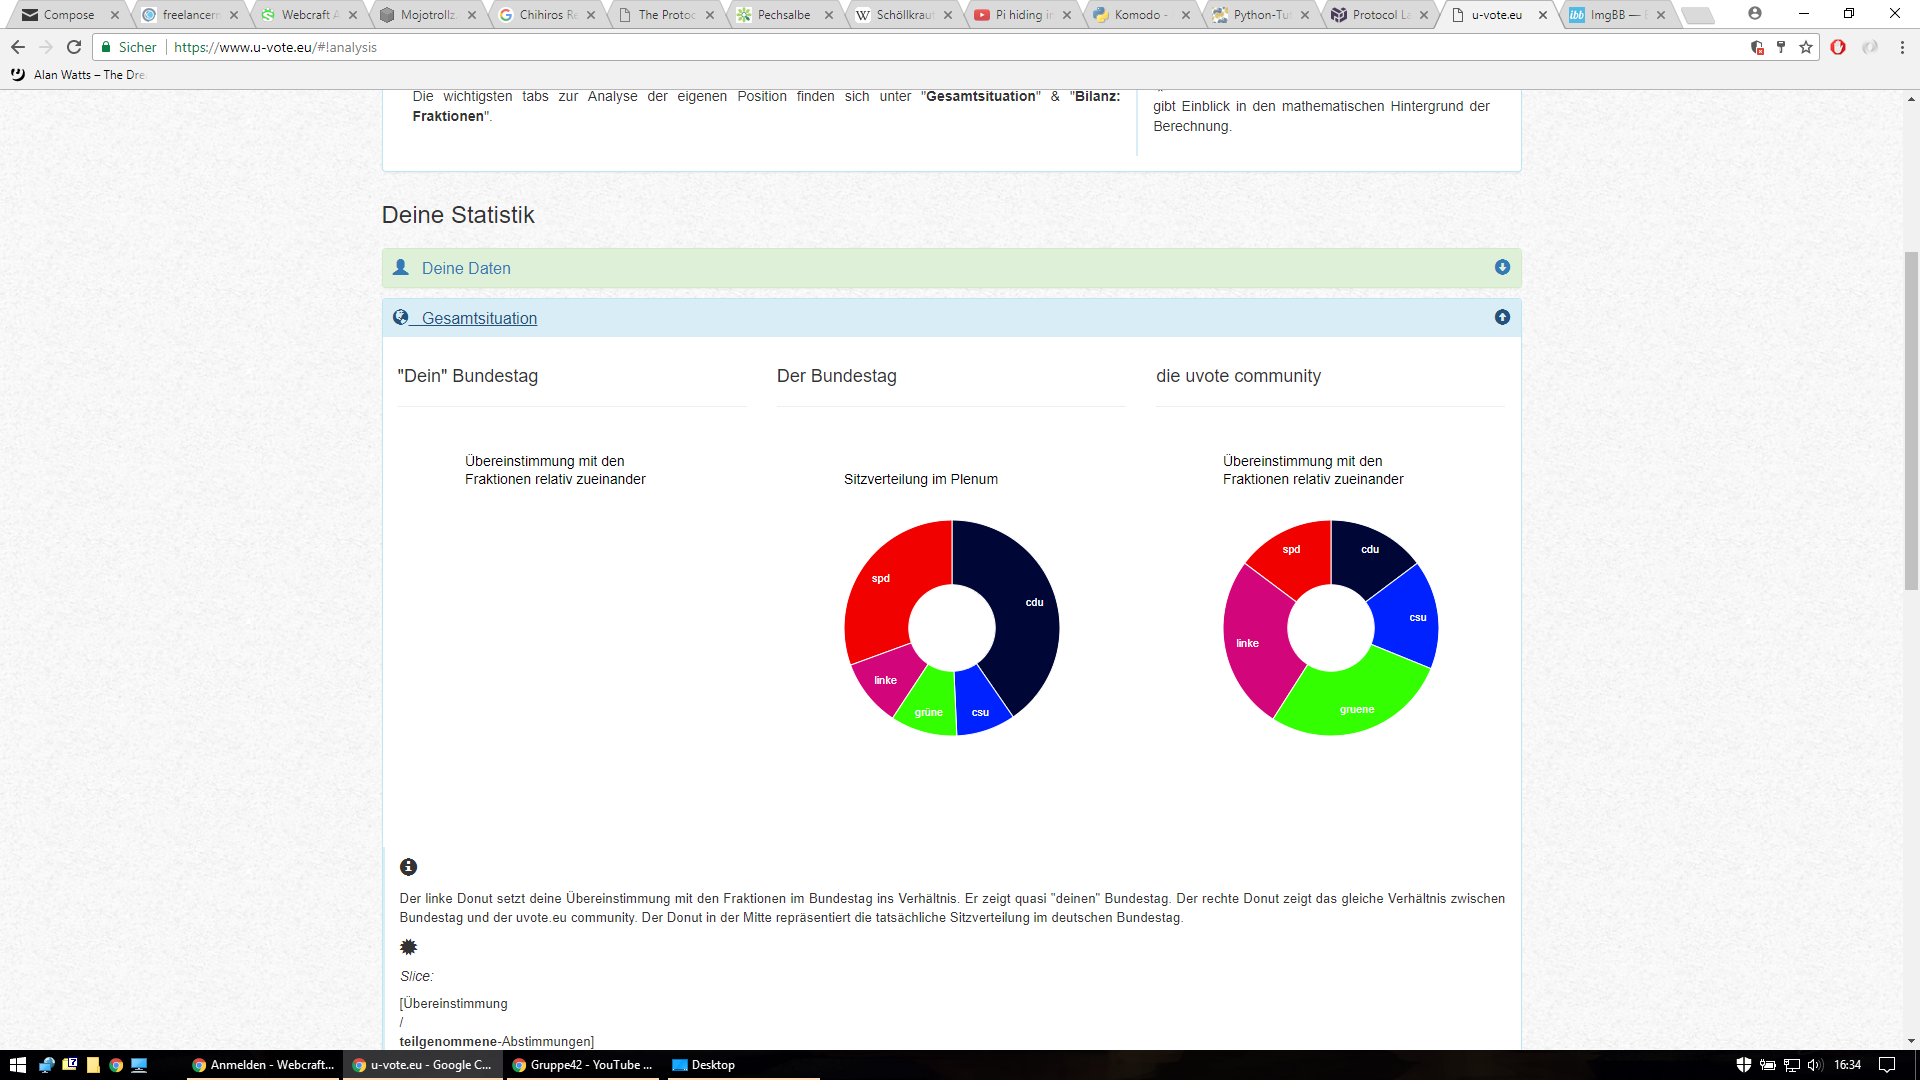 Compose
freelancerm
Webcraft A
Mojotrollz
Chihiros Re
The Protoc
Pechsalbe
Schöllkrau
Pi hiding in
Komodo -
Python-Tut
Protocol La
u-vote.eu
ImgBB —
Sicher
https://www.u-vote.eu/#!analysis
Alan Watts – The Dre
Die wichtigsten tabs zur Analyse der eigenen Position finden sich unter "Gesamtsituation" & "Bilanz:
Fraktionen".
gibt Einblick in den mathematischen Hintergrund der
Berechnung.
Deine Statistik
Deine Daten
Gesamtsituation
"Dein" Bundestag
Der Bundestag
die uvote community
Übereinstimmung mit den
Fraktionen relativ zueinander
Sitzverteilung im Plenum
Übereinstimmung mit den
Fraktionen relativ zueinander
spd
cdu
linke
grüne
csu
spd
cdu
csu
linke
gruene
Der linke Donut setzt deine Übereinstimmung mit den Fraktionen im Bundestag ins Verhältnis. Er zeigt quasi "deinen" Bundestag. Der rechte Donut zeigt das gleiche Verhältnis zwischen
Bundestag und der uvote.eu community. Der Donut in der Mitte repräsentiert die tatsächliche Sitzverteilung im deutschen Bundestag.
Slice:
[Übereinstimmung
/
teilgenommene-Abstimmungen]
Anmelden - Webcraft...
u-vote.eu - Google C...
Gruppe42 - YouTube ...
Desktop
16:34